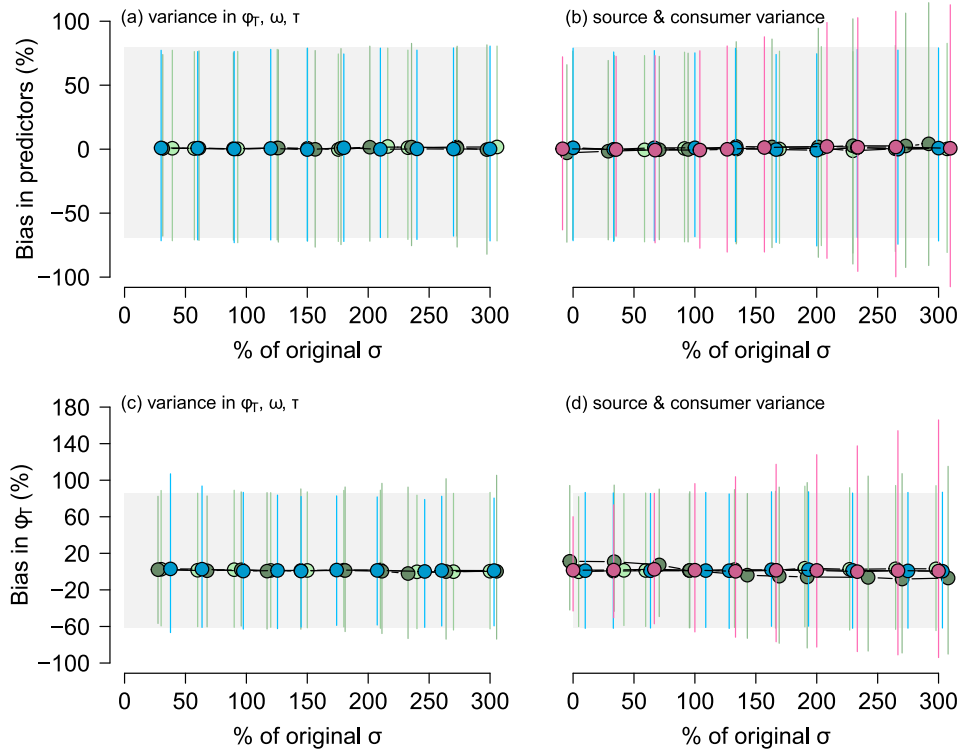 (a) variance in φT, ω, τ
(b) source & consumer variance
Bias in predictors (%)
100
50
0
−50
−100
0 50 100 150 200 250 300
0 50 100 150 200 250 300
% of original σ
% of original σ
(c) variance in φT, ω, τ
(d) source & consumer variance
Bias in φT (%)
180
140
100
60
20
−20
−60
−100
0 50 100 150 200 250 300
0 50 100 150 200 250 300
% of original σ
% of original σ